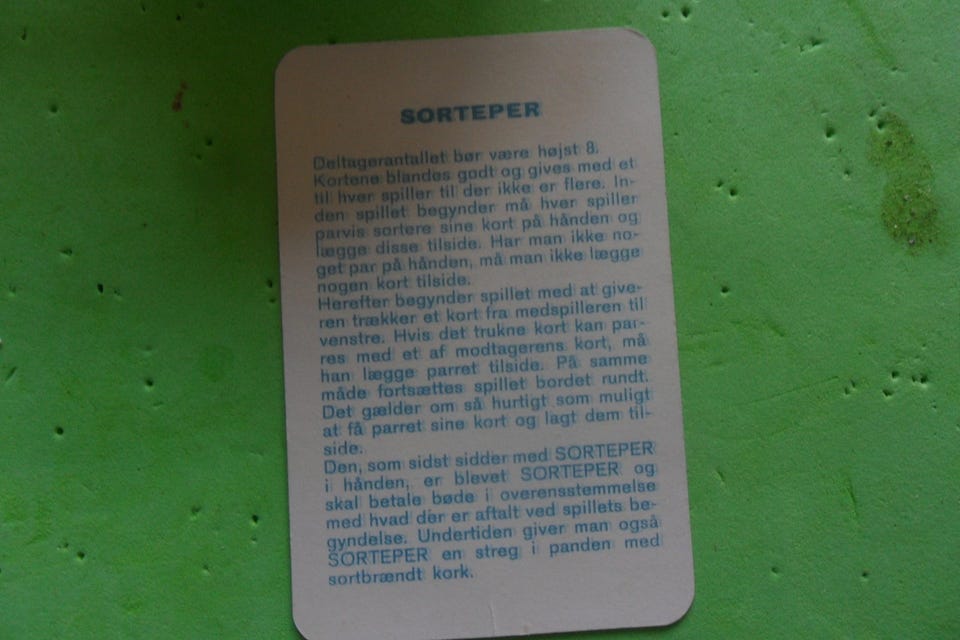 SORTEPER
Deltagerantallet bør være højst 8.
Kortene blandes godt og gives med et
til hver spiller til der ikke er flere. In-
den spillet begynder må hver spiller
parvis sortere sine kort på hånden og
lægge disse tilside. Har man ikke no-
get par på hånden, må man ikke lægge
nogen kort tilside.
Herefter begynder spillet med at give-
ren trækker et kort fra medspilleren til
venstre. Hvis det trukne kort kan par-
res med et af modtagerens kort, må
han lægge parret tilside. På samme
måde fortsættes spillet bordet rundt.
Det gælder om så hurtigt som muligt
at få parret sine kort og lagt dem til-
side.
Den, som sidst sidder med SORTEPER
i hånden, er blevet SORTEPER og
skal betale bøde i overensstemmelse
med hvad der er aftalt ved spillets be-
gyndelse. Undertiden giver man også
SORTEPER en streg i panden med
sortbrændt kork.